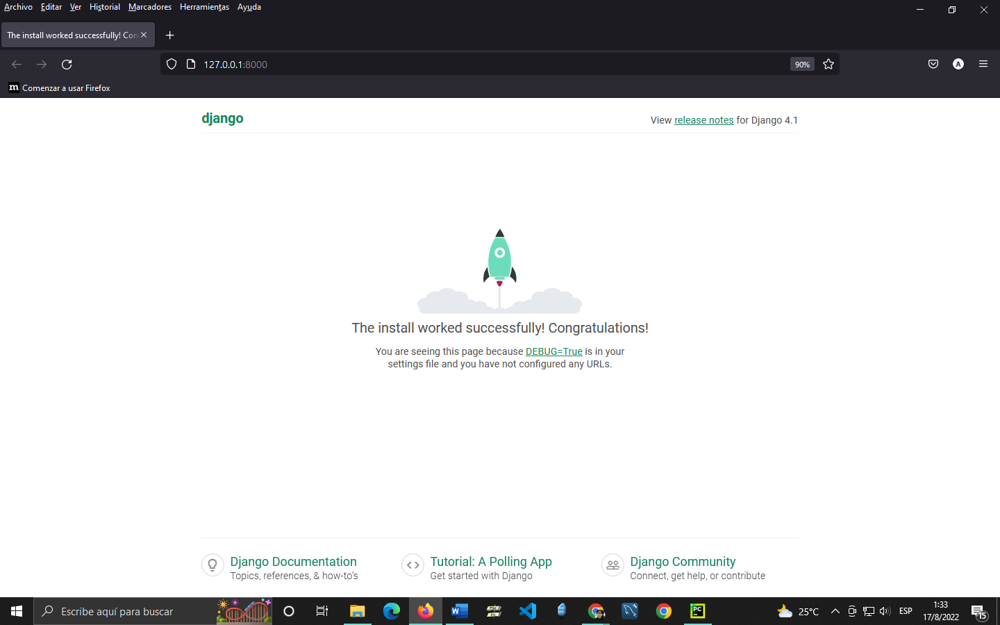 Archivo Editar Ver Historial Marcadores Herramientas Ayuda
The install worked successfully! Con
127.0.0.1:8000
90%
A
m Comenzar a usar Firefox
django
View release notes for Django 4.1
The install worked successfully! Congratulations!
You are seeing this page because DEBUG=True is in your
settings file and you have not configured any URLs.
Django Documentation
Topics, references, & how-to's
Tutorial: A Polling App
Get started with Django
Django Community
Connect, get help, or contribute
Escribe aquí para buscar
W
PC
25°C
ESP
1:33
17/8/2022
15